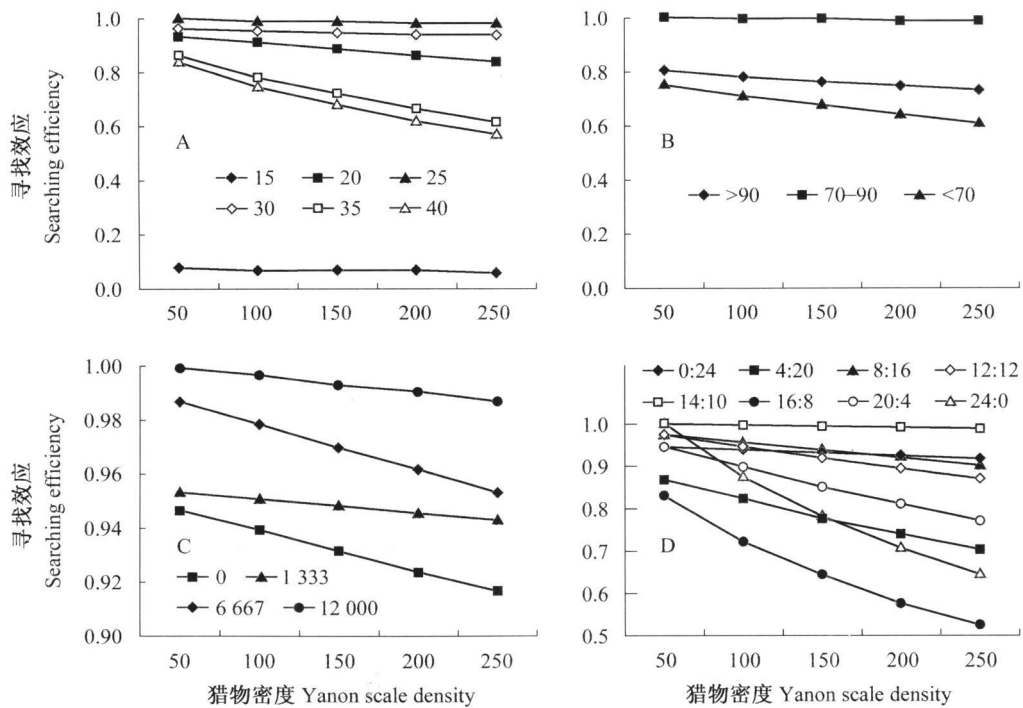 寻找效应
Searching efficiency
1.0
0.8
0.6
0.4
0.2
0.0
A
15 20 25
30 35 40
50 100 150 200 250
1.0
0.8
0.6
0.4
0.2
0.0
B
>90 70–90 <70
50 100 150 200 250
寻找效应
Searching efficiency
1.00
0.98
0.96
0.94
0.92
0.90
C
0 1 333
6 667 12 000
50 100 150 200 250
猎物密度 Yanon scale density
0:24 4:20 8:16 12:12
14:10 16:8 20:4 24:0
1.0
0.9
0.8
0.7
0.6
0.5
D
50 100 150 200 250
猎物密度 Yanon scale density